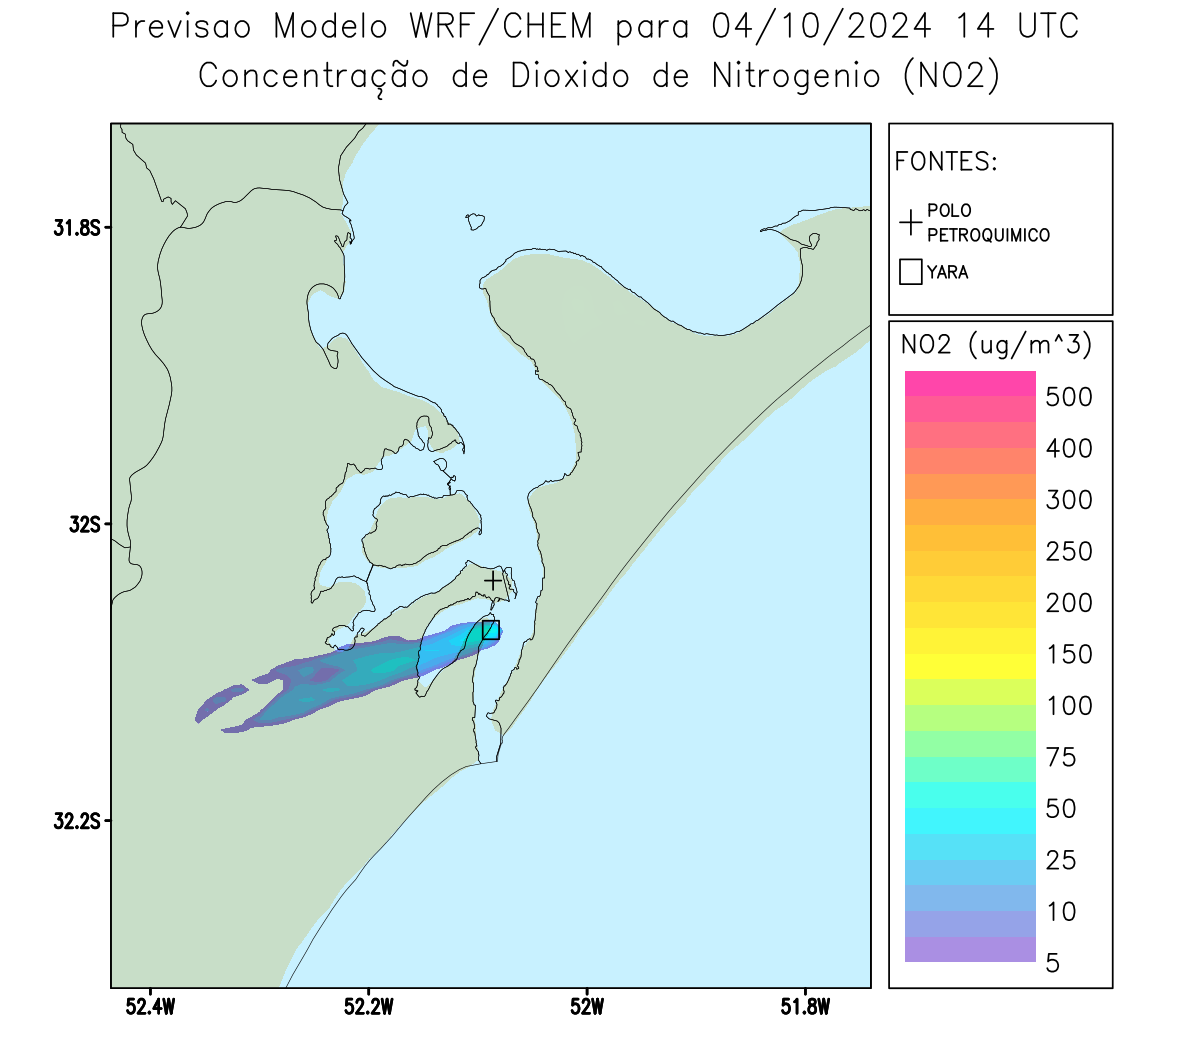 Previsao Modelo WRF/CHEM para 04/10/2024 14 UTC
Concentração de Dioxido de Nitrogenio (NO2)
FONTES:
POLO
PETROQUIMICO
YARA
NO2 (ug/m^3)
500
400
300
250
200
150
100
75
50
25
10
5
31.8S
32S
32.2S
52.4W
52.2W
52W
51.8W